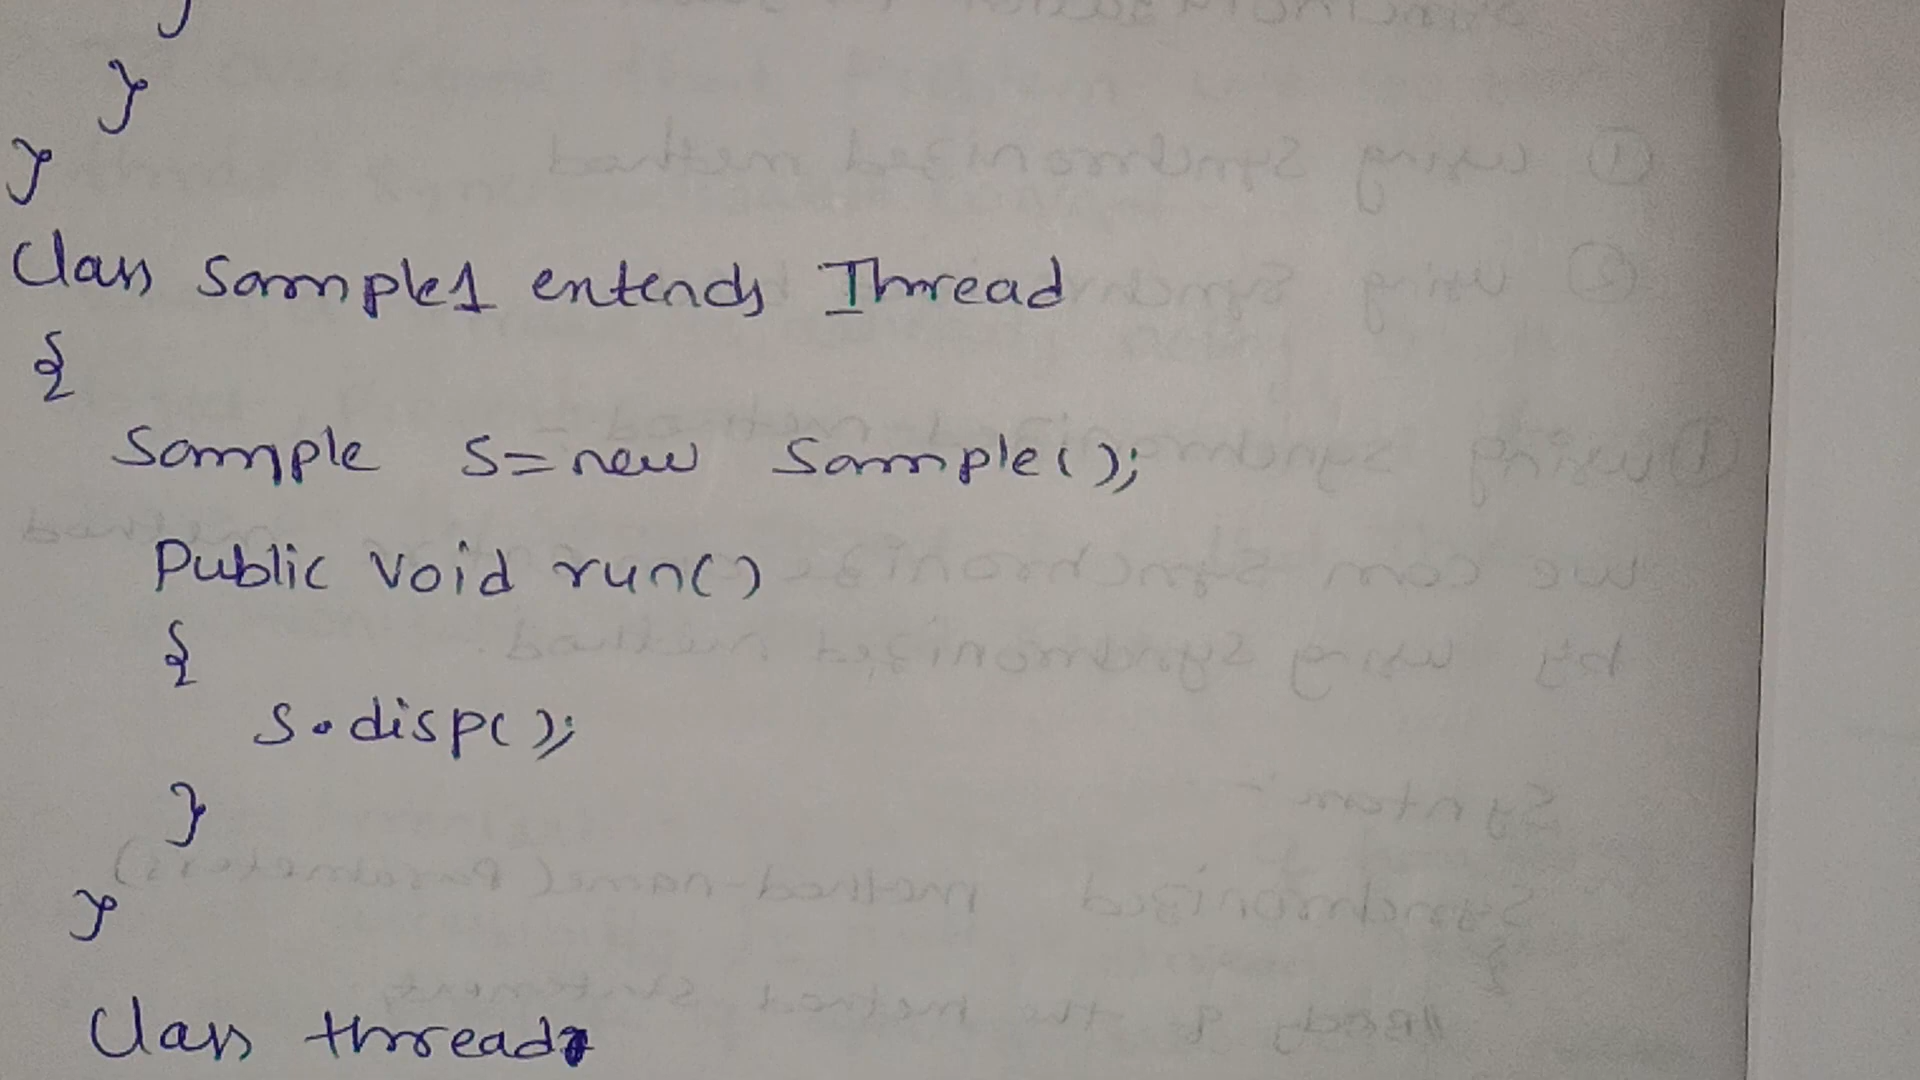 }
}
}
Class Sample1 extends Thread
{
Sample s=new Sample();
Public void run()
{
s.disp();
}
}
Class thread